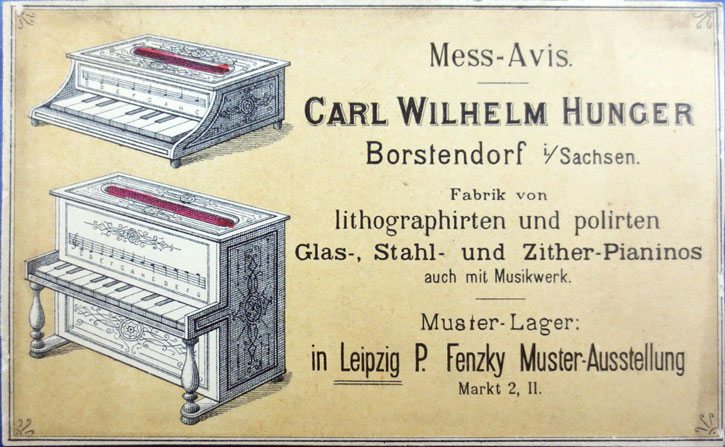 Mess-Avis.
CARL WILHELM HUNGER
Borstendorf i/Sachsen.
Fabrik von
lithographirten und polirten
Glas-, Stahl- und Zither-Pianinos
auch mit Musikwerk.
Muster-Lager:
in Leipzig P. Fenzky Muster-Ausstellung
Markt 2, II.